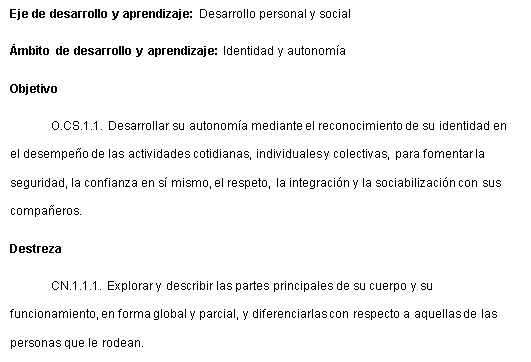 Eje de desarrollo y aprendizaje: Desarrollo personal y social
Ámbito de desarrollo y aprendizaje: Identidad y autonomía
Objetivo
O.CS.1.1. Desarrollar su autonomía mediante el reconocimiento de su identidad en
el desempeño de las actividades cotidianas, individuales y colectivas, para fomentar la
seguridad, la confianza en sí mismo, el respeto, la integración y la sociabilización con sus
compañeros.
Destreza
CN.1.1.1. Explorar y describir las partes principales de su cuerpo y su
funcionamiento, en forma global y parcial, y diferenciarlas con respecto a aquellas de las
personas que le rodean.